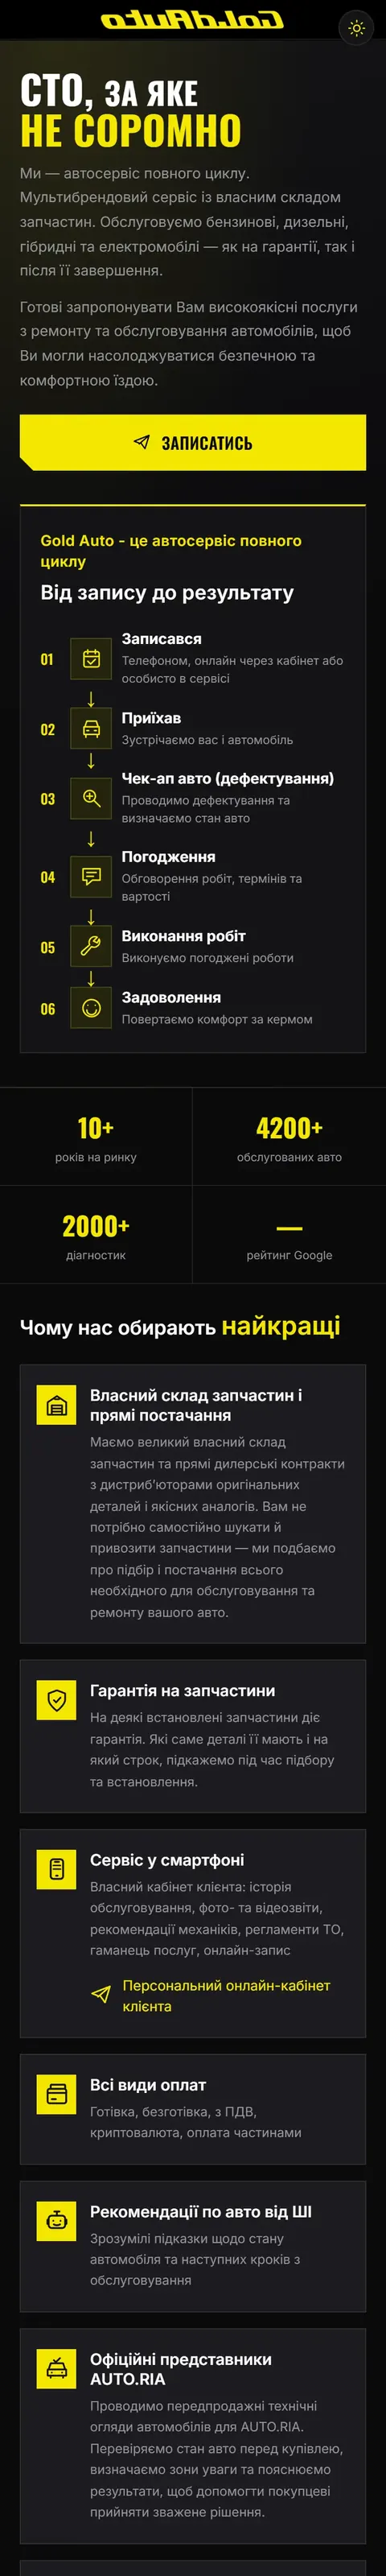 GoldAuto
СТО, ЗА ЯКЕ
НЕ СОРОМНО
Ми — автосервіс повного циклу.
Мультибрендовий сервіс із власним складом
запчастин. Обслуговуємо бензинові, дизельні,
гібридні та електромобілі — як на гарантії, так і
після її завершення.
Готові запропонувати Вам високоякісні послуги
з ремонту та обслуговування автомобілів, щоб
Ви могли насолоджуватися безпечною та
комфортною їздою.
ЗАПИСАТИСЬ
Gold Auto - це автосервіс повного
циклу
Від запису до результату
01
Записався
Телефоном, онлайн через кабінет або
особисто в сервісі
↓
02
Приїхав
Зустрічаємо вас і автомобіль
↓
03
Чек-ап авто (дефектування)
Проводимо дефектування та
визначаємо стан авто
↓
04
Погодження
Обговорення робіт, термінів та
вартості
↓
05
Виконання робіт
Виконуємо погоджені роботи
↓
06
Задоволення
Повертаємо комфорт за кермом
10+
років на ринку
4200+
обслугованих авто
2000+
діагностик
—
рейтинг Google
Чому нас обирають найкращі
Власний склад запчастин і
прямі постачання
Маємо великий власний склад
запчастин та прямі дилерські контракти
з дистриб'юторами оригінальних
деталей і якісних аналогів. Вам не
потрібно самостійно шукати й
привозити запчастини — ми подбаємо
про підбір і постачання всього
необхідного для обслуговування та
ремонту вашого авто.
Гарантія на запчастини
На деякі встановлені запчастини діє
гарантія. Які саме деталі її мають і на
який строк, підкажемо під час підбору
та встановлення.
Сервіс у смартфоні
Власний кабінет клієнта: історія
обслуговування, фото- та відеозвіти,
рекомендації механіків, регламенти ТО,
гаманець послуг, онлайн-запис
Персональний онлайн-кабінет
клієнта
Всі види оплат
Готівка, безготівка, з ПДВ,
криптовалюта, оплата частинами
Рекомендації по авто від ШІ
Зрозумілі підказки щодо стану
автомобіля та наступних кроків з
обслуговування
Офіційні представники
AUTO.RIA
Проводимо передпродажні технічні
огляди автомобілів для AUTO.RIA.
Перевіряємо стан авто перед купівлею,
визначаємо зони уваги та пояснюємо
результати, щоб допомогти покупцеві
прийняти зважене рішення.